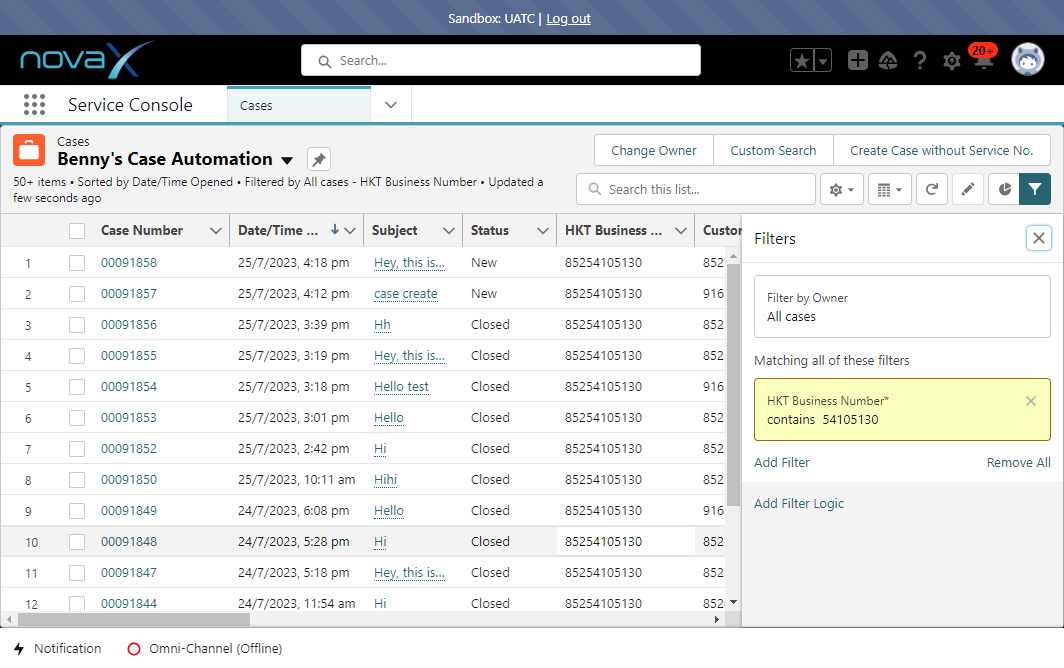 Sandbox: UATC | Log out
novaX
Search...
20+
Service Console
Cases
Cases
Benny's Case Automation
50+ items • Sorted by Date/Time Opened • Filtered by All cases - HKT Business Number • Updated a
few seconds ago
Change Owner
Custom Search
Create Case without Service No.
Search this list...
Case Number Date/Time ... Subject Status HKT Business ... Custor
1 00091858 25/7/2023, 4:18 pm Hey, this is... New 85254105130 852
2 00091857 25/7/2023, 4:12 pm case create New 85254105130 916
3 00091856 25/7/2023, 3:39 pm Hh Closed 85254105130 852
4 00091855 25/7/2023, 3:19 pm Hey, this is... Closed 85254105130 852
5 00091854 25/7/2023, 3:18 pm Hello test Closed 85254105130 916
6 00091853 25/7/2023, 3:01 pm Hello Closed 85254105130 852
7 00091852 25/7/2023, 2:42 pm Hi Closed 85254105130 852
8 00091850 25/7/2023, 10:11 am Hihi Closed 85254105130 852
9 00091849 24/7/2023, 6:08 pm Hello Closed 85254105130 916
10 00091848 24/7/2023, 5:28 pm Hi Closed 85254105130 852
11 00091847 24/7/2023, 5:18 pm Hey, this is... Closed 85254105130 852
12 00091844 24/7/2023, 11:54 am Hi Closed 85254105130 852
Filters
Filter by Owner
All cases
Matching all of these filters
HKT Business Number*
contains 54105130
Add Filter
Remove All
Add Filter Logic
Notification
Omni-Channel (Offline)